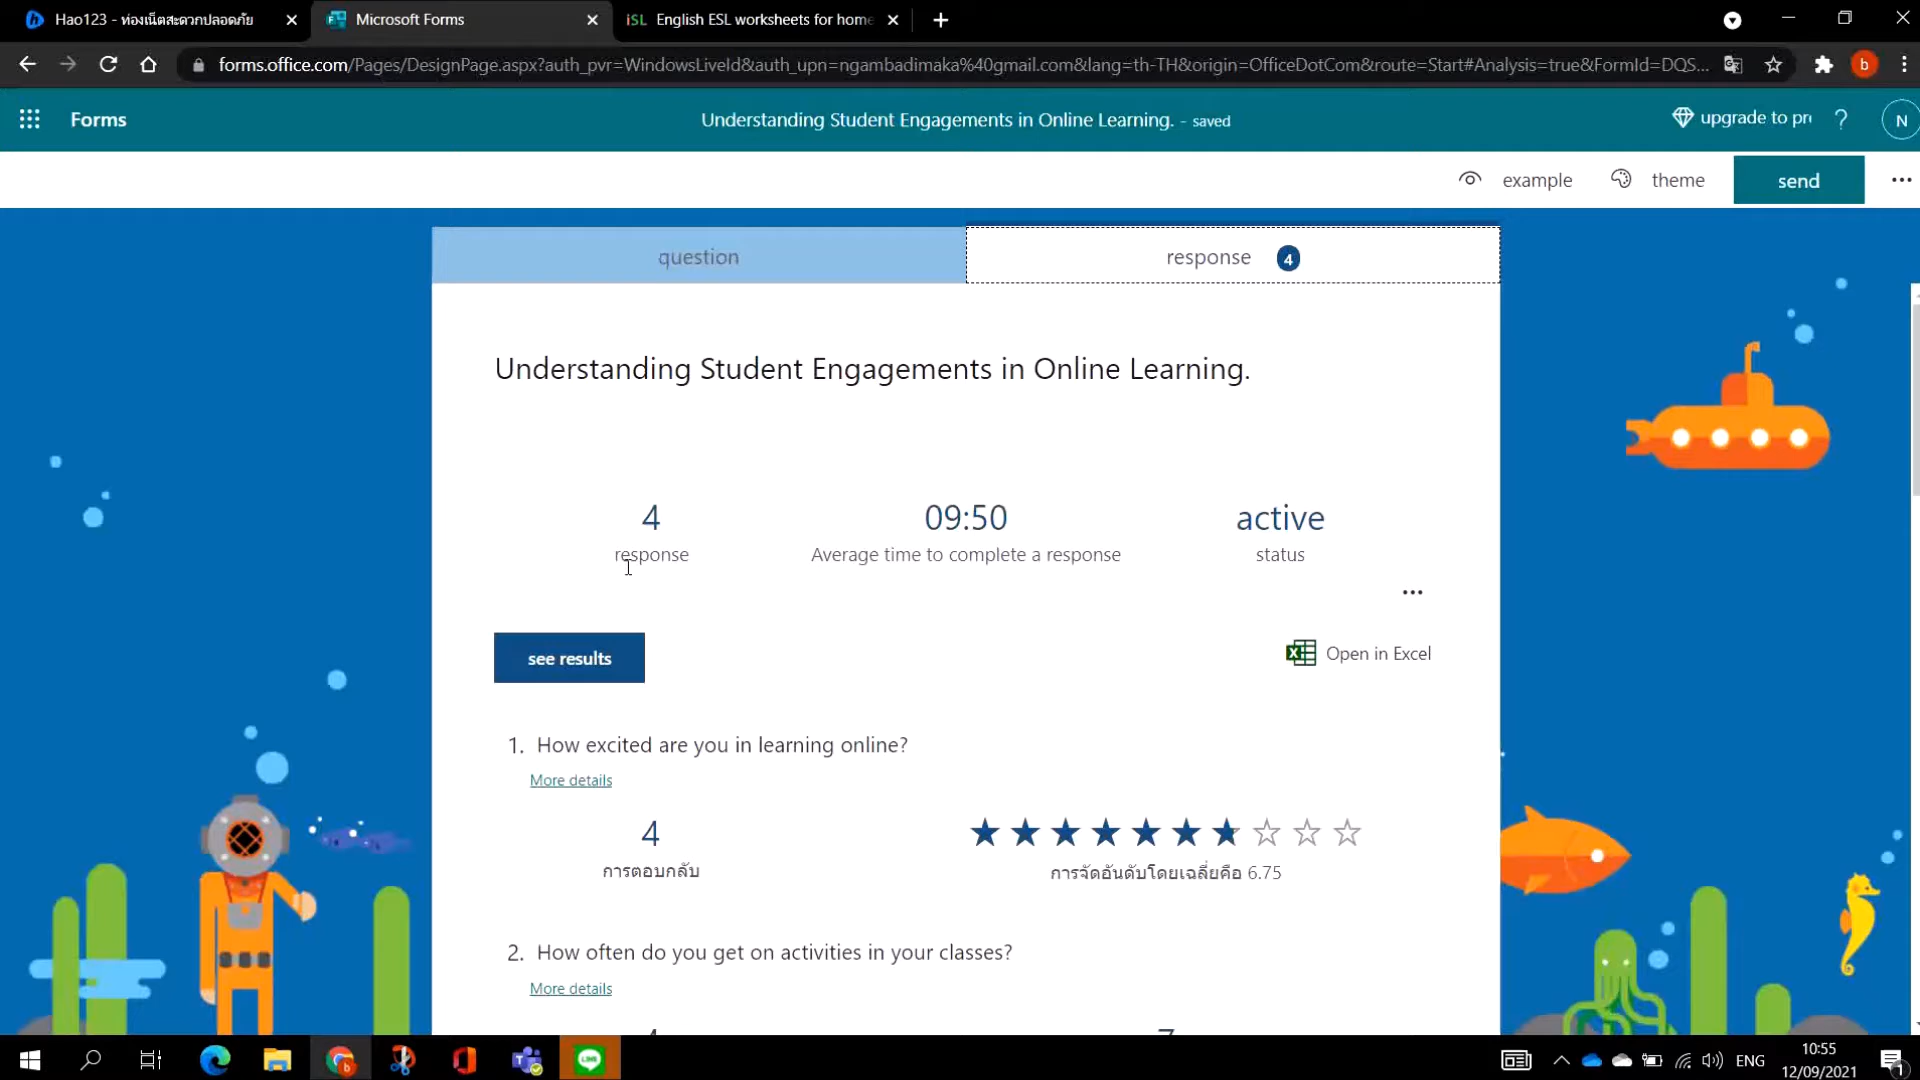 Hao123 - ท่องเน็ตสะดวกปลอดภัย
Microsoft Forms
iSL English ESL worksheets for home
forms.office.com/Pages/DesignPage.aspx?auth_pvr=WindowsLiveId&auth_upn=ngambadimaka%40gmail.com&lang=th-TH&origin=OfficeDotCom&route=Start#Analysis=true&FormId=DQS...
b
Forms
Understanding Student Engagements in Online Learning. - saved
upgrade to pr
?
N
example
theme
send
question
response 4
Understanding Student Engagements in Online Learning.
4
response
09:50
Average time to complete a response
active
status
see results
Open in Excel
1. How excited are you in learning online?
More details
4
การตอบกลับ
การจัดอันดับโดยเฉลี่ยคือ 6.75
2. How often do you get on activities in your classes?
More details
LINE
ENG
10:55
12/09/2021
1